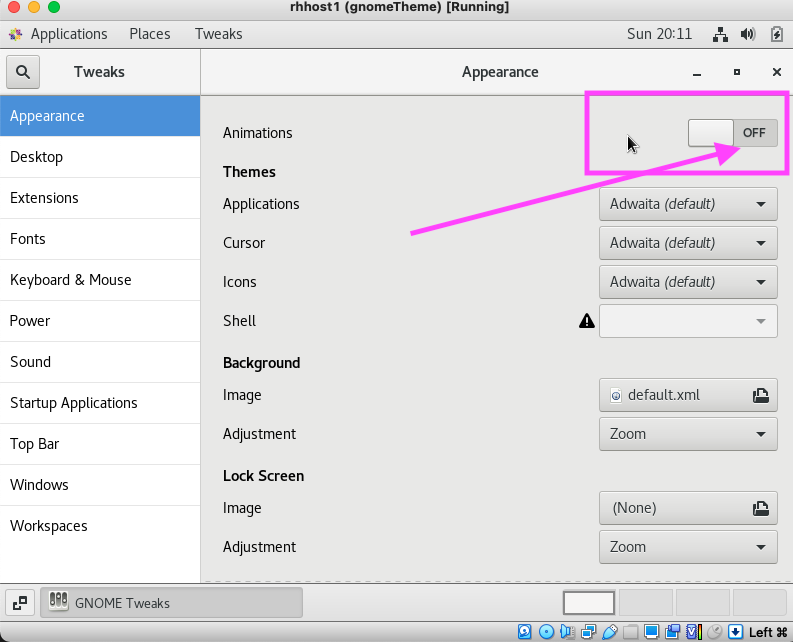 rhhost1 (gnomeTheme) [Running]
Applications Places Tweaks Sun 20:11
Tweaks Appearance
Appearance
Desktop
Extensions
Fonts
Keyboard & Mouse
Power
Sound
Startup Applications
Top Bar
Windows
Workspaces
Animations OFF
Themes
Applications Adwaita (default)
Cursor Adwaita (default)
Icons Adwaita (default)
Shell
Background
Image default.xml
Adjustment Zoom
Lock Screen
Image (None)
Adjustment Zoom
GNOME Tweaks
Left ⌘